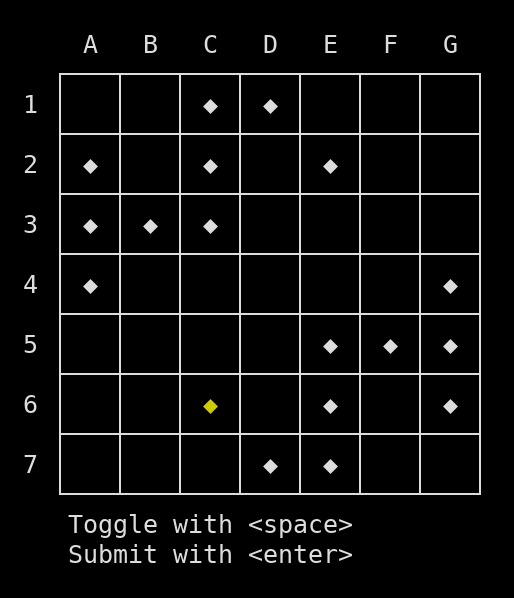 A B C D E F G
1 ◆ ◆
2 ◆ ◆ ◆
3 ◆ ◆ ◆
4 ◆ ◆
5 ◆ ◆ ◆
6 ◆ ◆ ◆
7 ◆ ◆
Toggle with <space>
Submit with <enter>